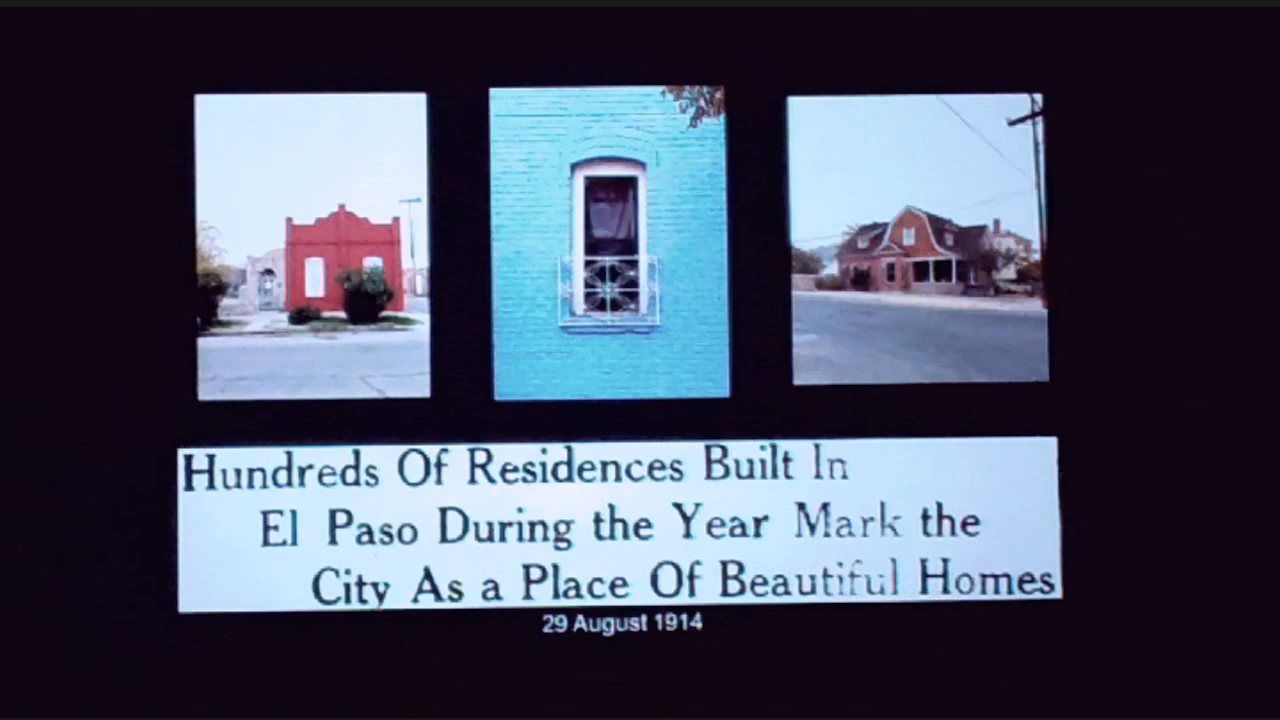 Hundreds Of Residences Built In
El Paso During the Year Mark the
City As a Place Of Beautiful Homes
29 August 1914